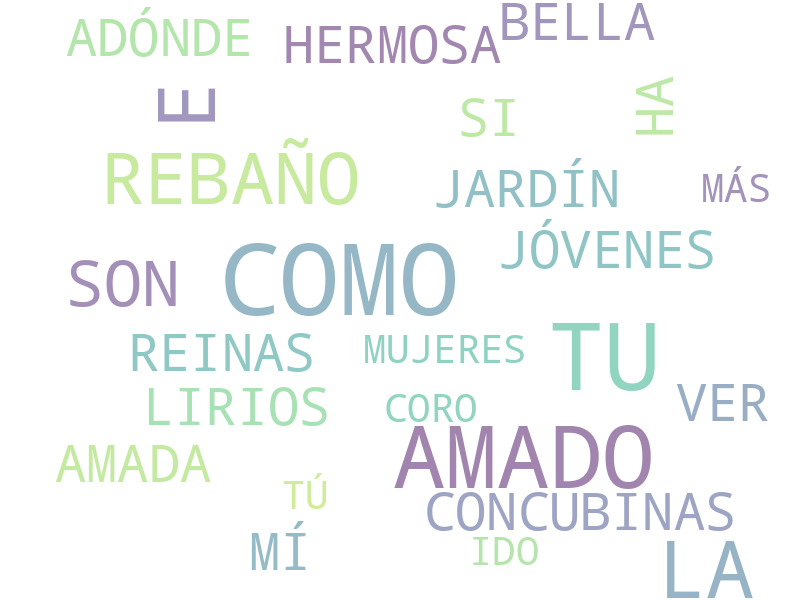 ADÓNDE
HERMOSA
BELLA
E
SI
HA
REBAÑO
JARDÍN
MÁS
SON
COMO
JÓVENES
REINAS
MUJERES
TU
LIRIOS
CORO
VER
AMADA
AMADO
TÚ
CONCUBINAS
MÍ
IDO
LA